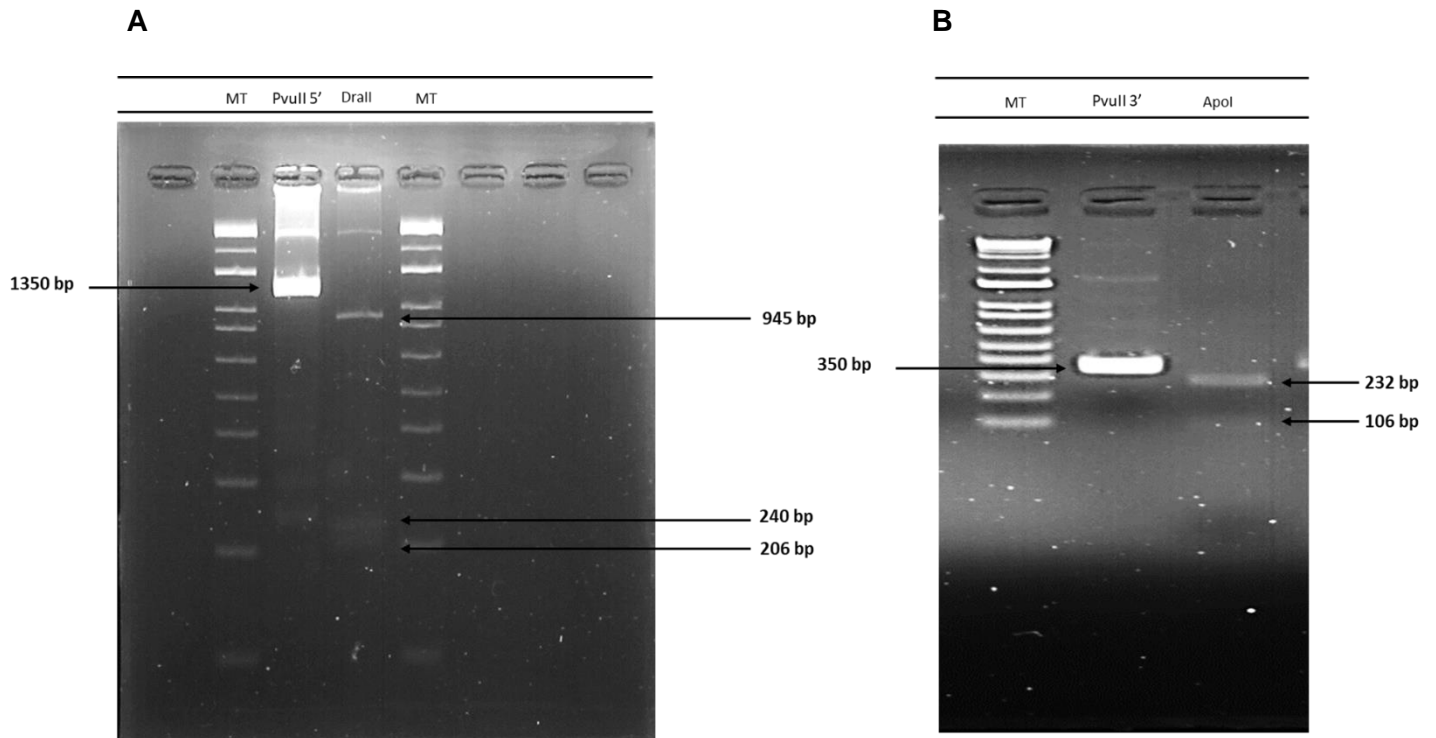 A
MT PvuII 5' DraII MT
1350 bp
945 bp
240 bp
206 bp
B
MT PvuII 3' ApoI
350 bp
232 bp
106 bp